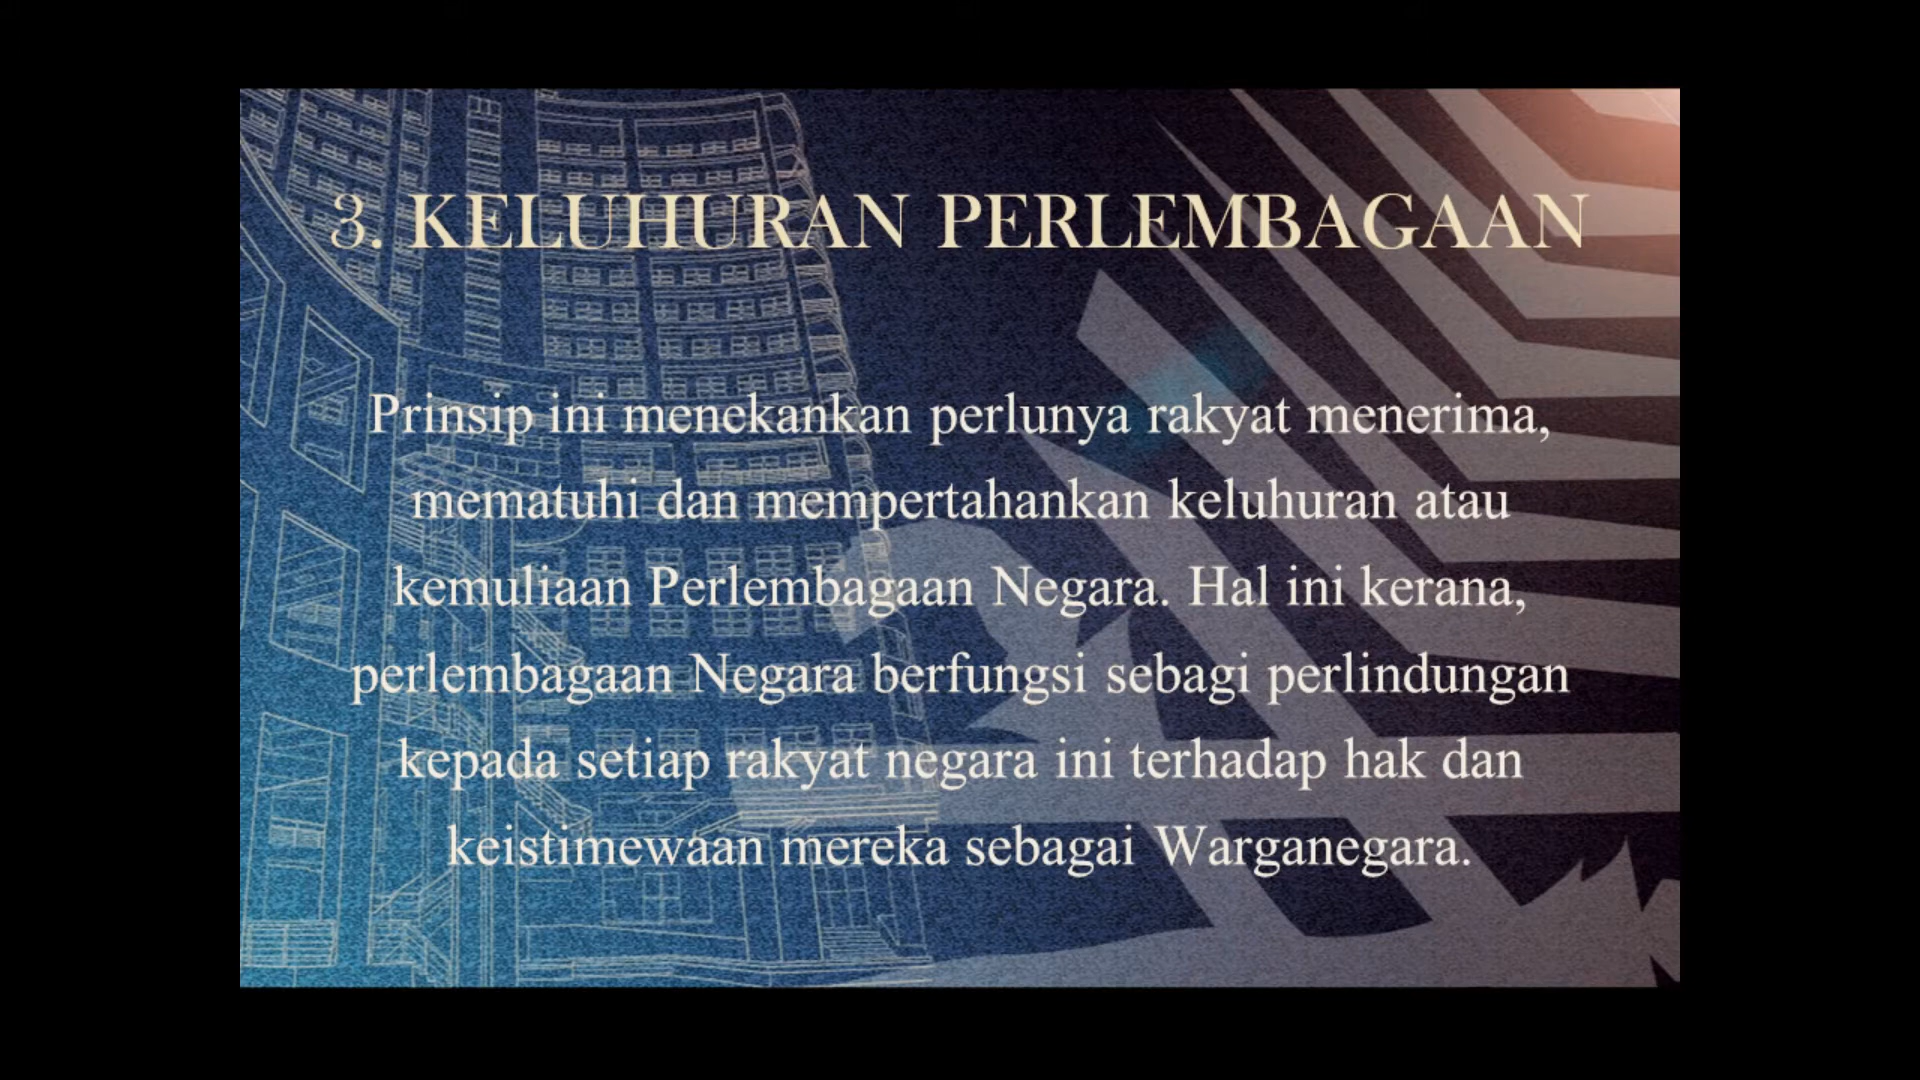 3. KELUHURAN PERLEMBAGAAN
Prinsip ini menekankan perlunya rakyat menerima,
mematuhi dan mempertahankan keluhuran atau
kemuliaan Perlembagaan Negara. Hal ini kerana,
perlembagaan Negara berfungsi sebagi perlindungan
kepada setiap rakyat negara ini terhadap hak dan
keistimewaan mereka sebagai Warganegara.